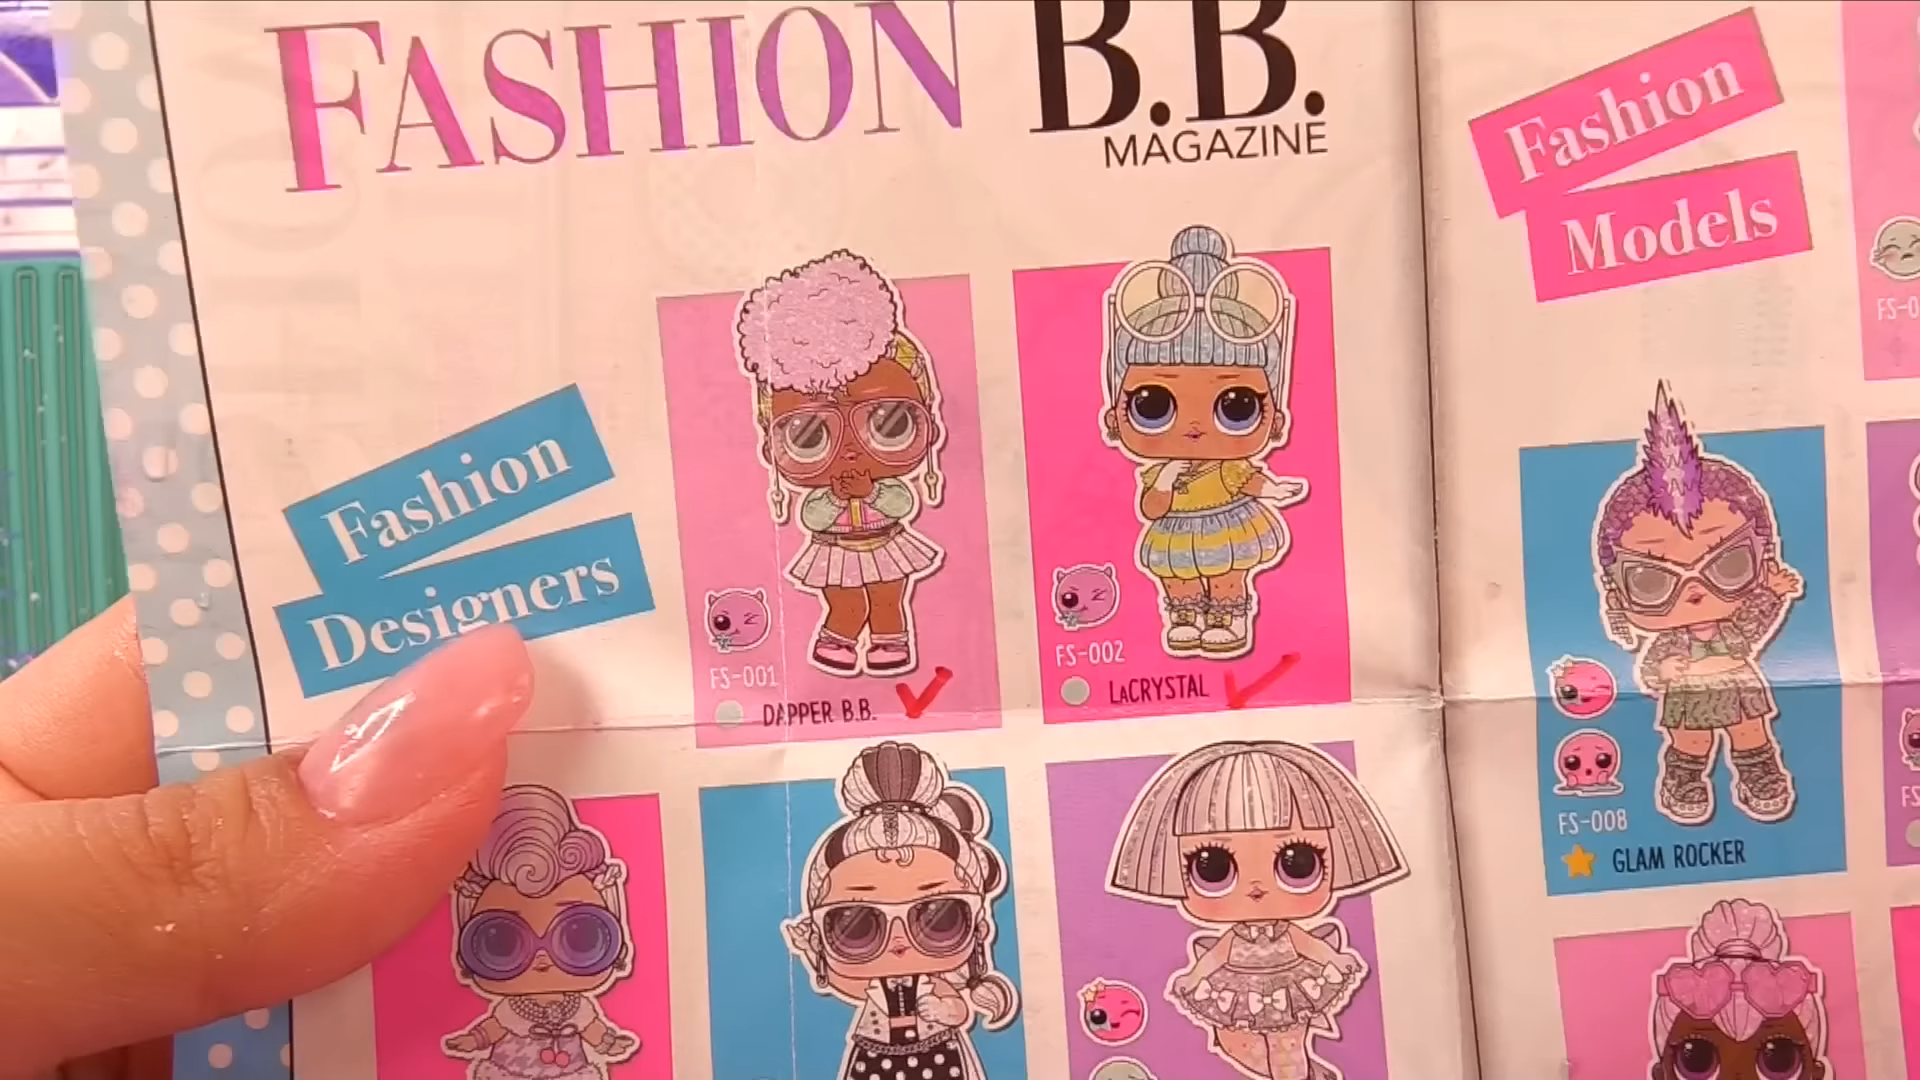 FASHION B.B.
MAGAZINE
Fashion
Designers
FS-001
DAPPER B.B.
FS-002
LACRYSTAL
Fashion
Models
FS-008
GLAM ROCKER